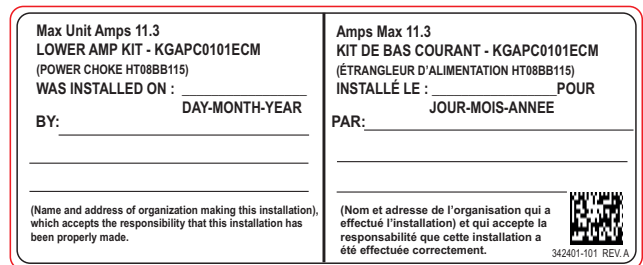 Max Unit Amps 11.3
LOWER AMP KIT - KGAPC0101ECM
(POWER CHOKE HT08BB115)
WAS INSTALLED ON :
DAY-MONTH-YEAR
BY:
(Name and address of organization making this installation),
which accepts the responsibility that this installation has
been properly made.
Amps Max 11.3
KIT DE BAS COURANT - KGAPC0101ECM
(ÉTRANGLEUR D'ALIMENTATION HT08BB115)
INSTALLÉ LE : POUR
JOUR-MOIS-ANNEE
PAR:
(Nom et adresse de l'organisation qui a
effectué l'installation) et qui accepte la
responsabilité que cette installation a
été effectuée correctement.
342401-101 REV. A